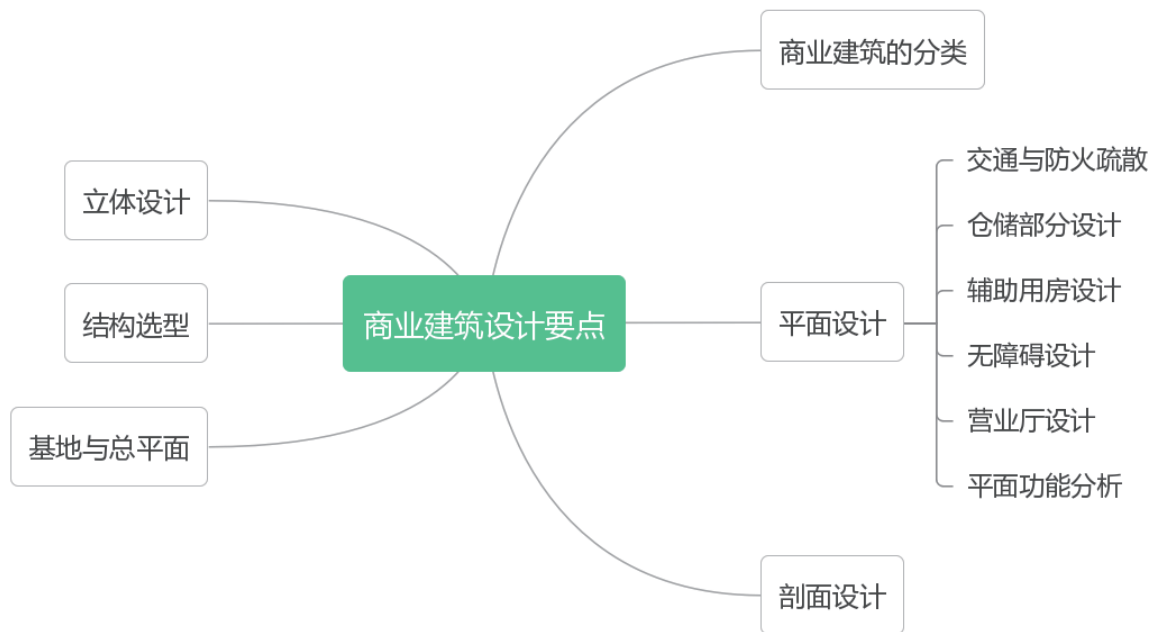 商业建筑设计要点
商业建筑的分类
平面设计
交通与防火疏散
仓储部分设计
辅助用房设计
无障碍设计
营业厅设计
平面功能分析
剖面设计
立体设计
结构选型
基地与总平面